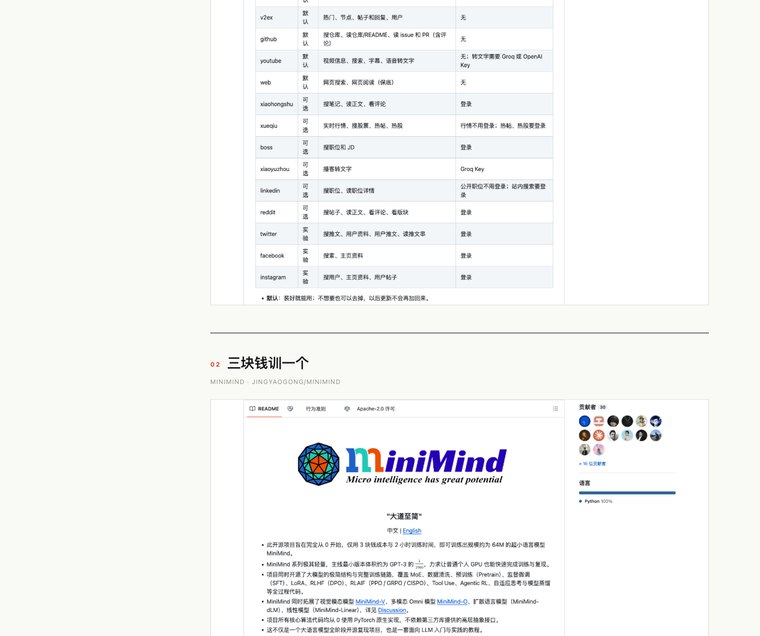 v2ex 默认 热门、节点、帖子和回复、用户 无
github 默认 搜仓库、读仓库/README、读 issue 和 PR（含评论） 无
youtube 默认 视频信息、搜索、字幕、语音转文字 无；转文字需要 Groq 或 OpenAI Key
web 默认 网页搜索、网页阅读（保底） 无
xiaohongshu 可选 搜笔记、读正文、看评论 登录
xueqiu 可选 实时行情、搜股票、热帖、热股 行情不用登录；热帖、热股要登录
boss 可选 搜职位和 JD 登录
xiaoyuzhou 可选 播客转文字 Groq Key
linkedin 可选 搜职位、读职位详情 公开职位不用登录；站内搜索要登录
reddit 可选 搜帖子、读正文、看评论、看版块 登录
twitter 实验 搜推文、用户资料、用户推文、读推文串 登录
facebook 实验 搜索、主页资料 登录
instagram 实验 搜用户、主页资料、用户帖子 登录
• 默认：装好就能用；不想要也可以去掉，以后更新不会再加回来。
02 三块钱训一个
MINIMIND · JINGYAOGONG/MINIMIND
README 行为准则 Apache-2.0 许可
miniMind
Micro intelligence has great potential
"大道至简"
中文 | English
• 此开源项目旨在完全从 0 开始，仅用 3 块钱成本与 2 小时训练时间，即可训练出规模约为 64M 的超小语言模型
MiniMind。
• MiniMind 系列极其轻量，主线最小版本体积约为 GPT-3 的
，力求让普通个人 GPU 也能快速完成训练与复现。
• 项目同时开源了大模型的极简结构与完整训练链路，覆盖 MoE、数据清洗、预训练（Pretrain）、监督微调
（SFT）、LoRA、RLHF（DPO）、RLAIF（PPO / GRPO / CISPO）、Tool Use、Agentic RL、自适应思考与模型蒸馏
等全过程代码。
• MiniMind 同时拓展了视觉模态模型 MiniMind-V、多模态 Omni 模型 MiniMind-O、扩散语言模型（MiniMind-
dLM）、线性模型（MiniMind-Linear），详见 Discussion。
• 项目所有核心算法代码均从 0 使用 PyTorch 原生实现，不依赖第三方库提供的高层抽象接口。
• 这不仅是一个大语言模型全阶段开源复现项目，也是一套面向 LLM 入门与实践的教程。
贡献者
+ 16 位贡献者
语言
Python 100%